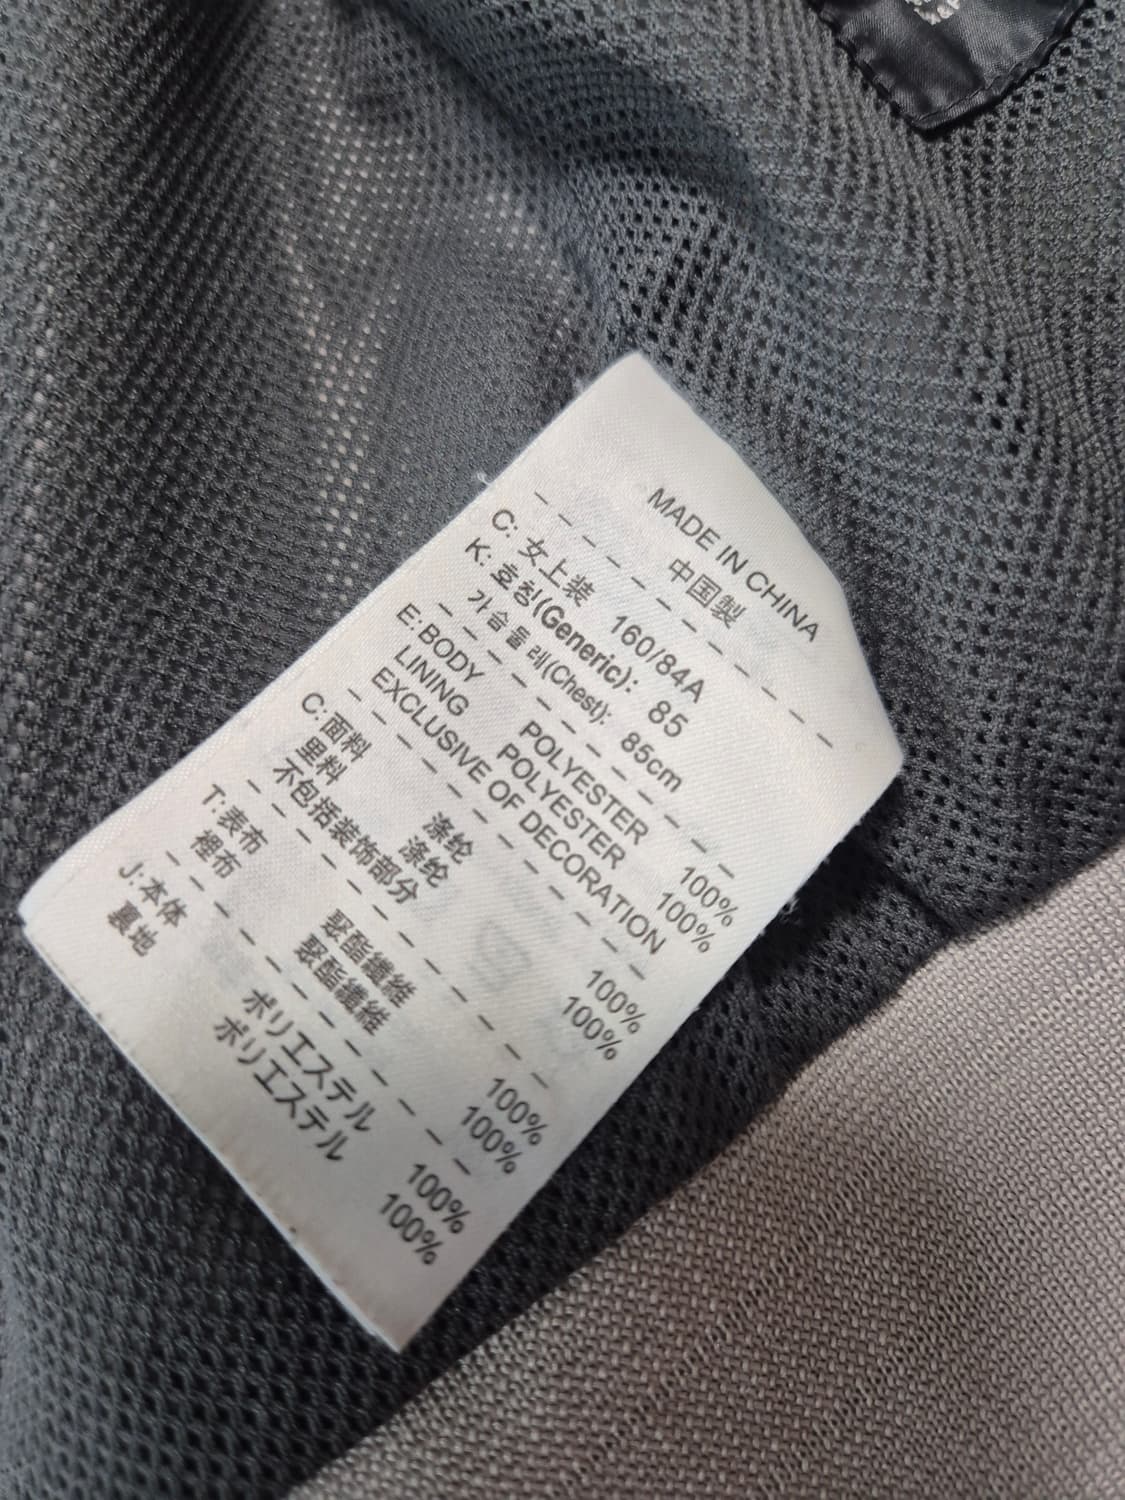 MADE IN CHINA
中国製
C: 女上装 160/84A
K: 호칭(Generic): 85
가슴둘레(Chest): 85cm
E: BODY POLYESTER 100%
LINING POLYESTER 100%
EXCLUSIVE OF DECORATION
C: 面料 涤纶 100%
里料 涤纶 100%
不包括装饰部分
T: 表布 聚酯纖維 100%
裡布 聚酯纖維 100%
J: 本体 ポリエステル 100%
裏地 ポリエステル 100%